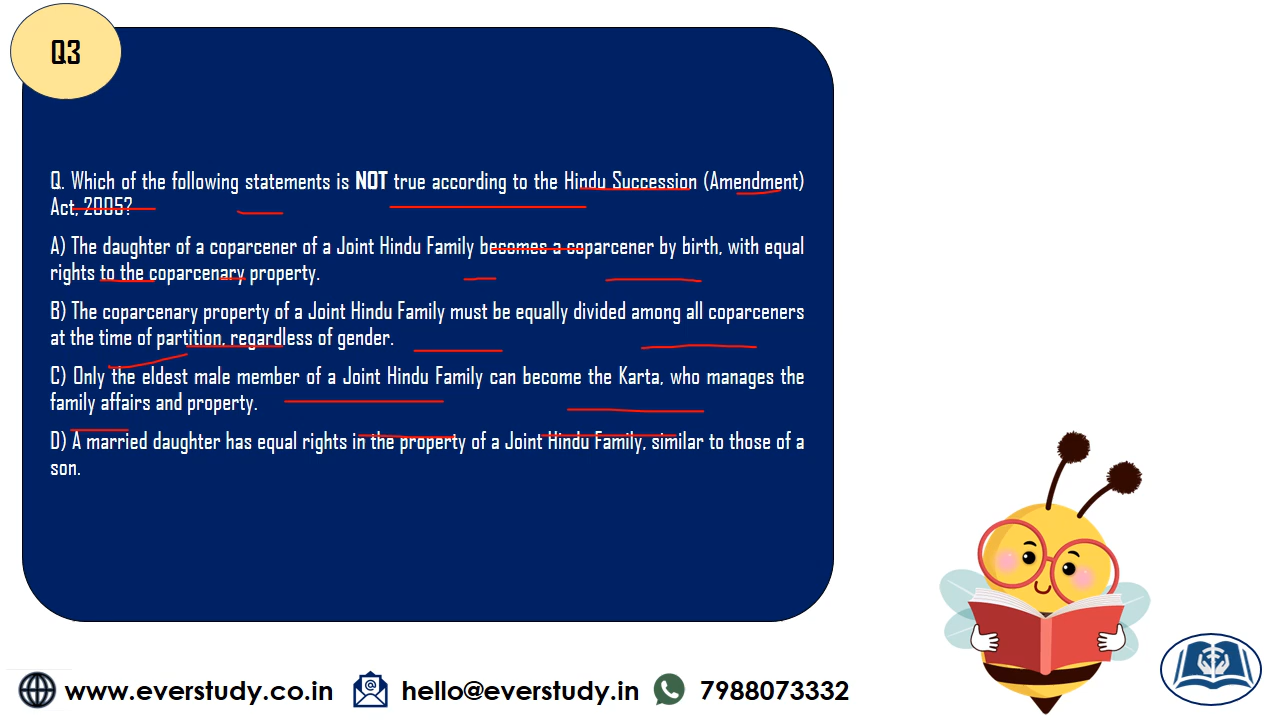 Q3
Q. Which of the following statements is NOT true according to the Hindu Succession (Amendment)
Act, 2005?
A) The daughter of a coparcener of a Joint Hindu Family becomes a coparcener by birth, with equal
rights to the coparcenary property.
B) The coparcenary property of a Joint Hindu Family must be equally divided among all coparceners
at the time of partition, regardless of gender.
C) Only the eldest male member of a Joint Hindu Family can become the Karta, who manages the
family affairs and property.
D) A married daughter has equal rights in the property of a Joint Hindu Family, similar to those of a
son.
www.everstudy.co.in hello@everstudy.in 7988073332